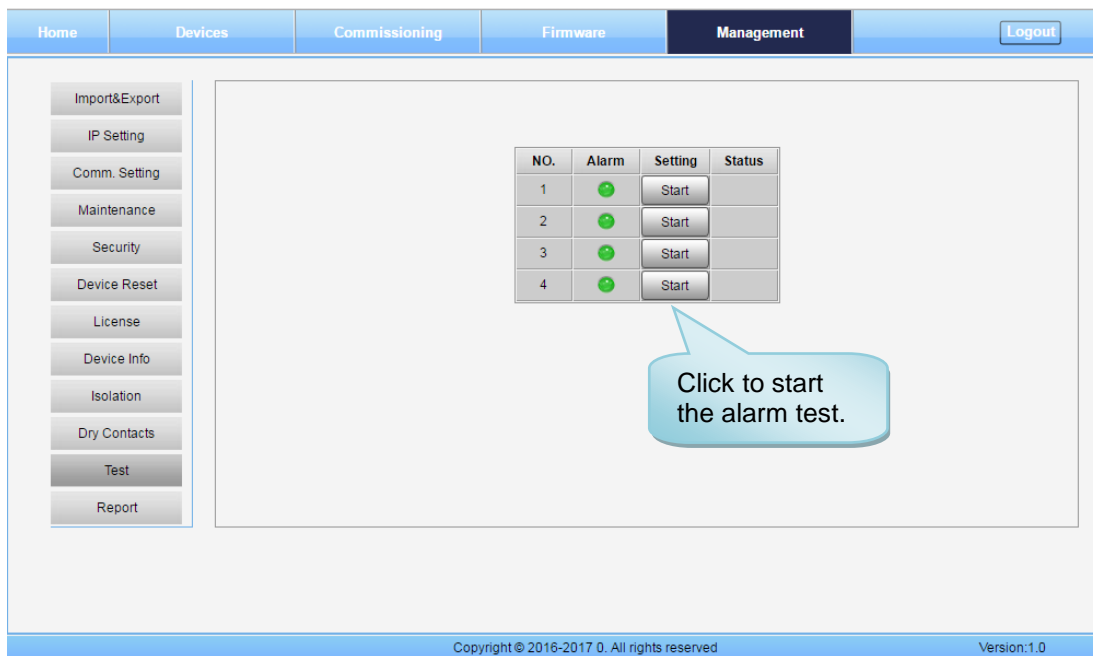 Home Devices Commissioning Firmware Management Logout
Import&Export
IP Setting
Comm. Setting
Maintenance
Security
Device Reset
License
Device Info
Isolation
Dry Contacts
Test
Report
NO. Alarm Setting Status
1 Start
2 Start
3 Start
4 Start
Click to start
the alarm test.
Copyright © 2016-2017 0. All rights reserved Version:1.0